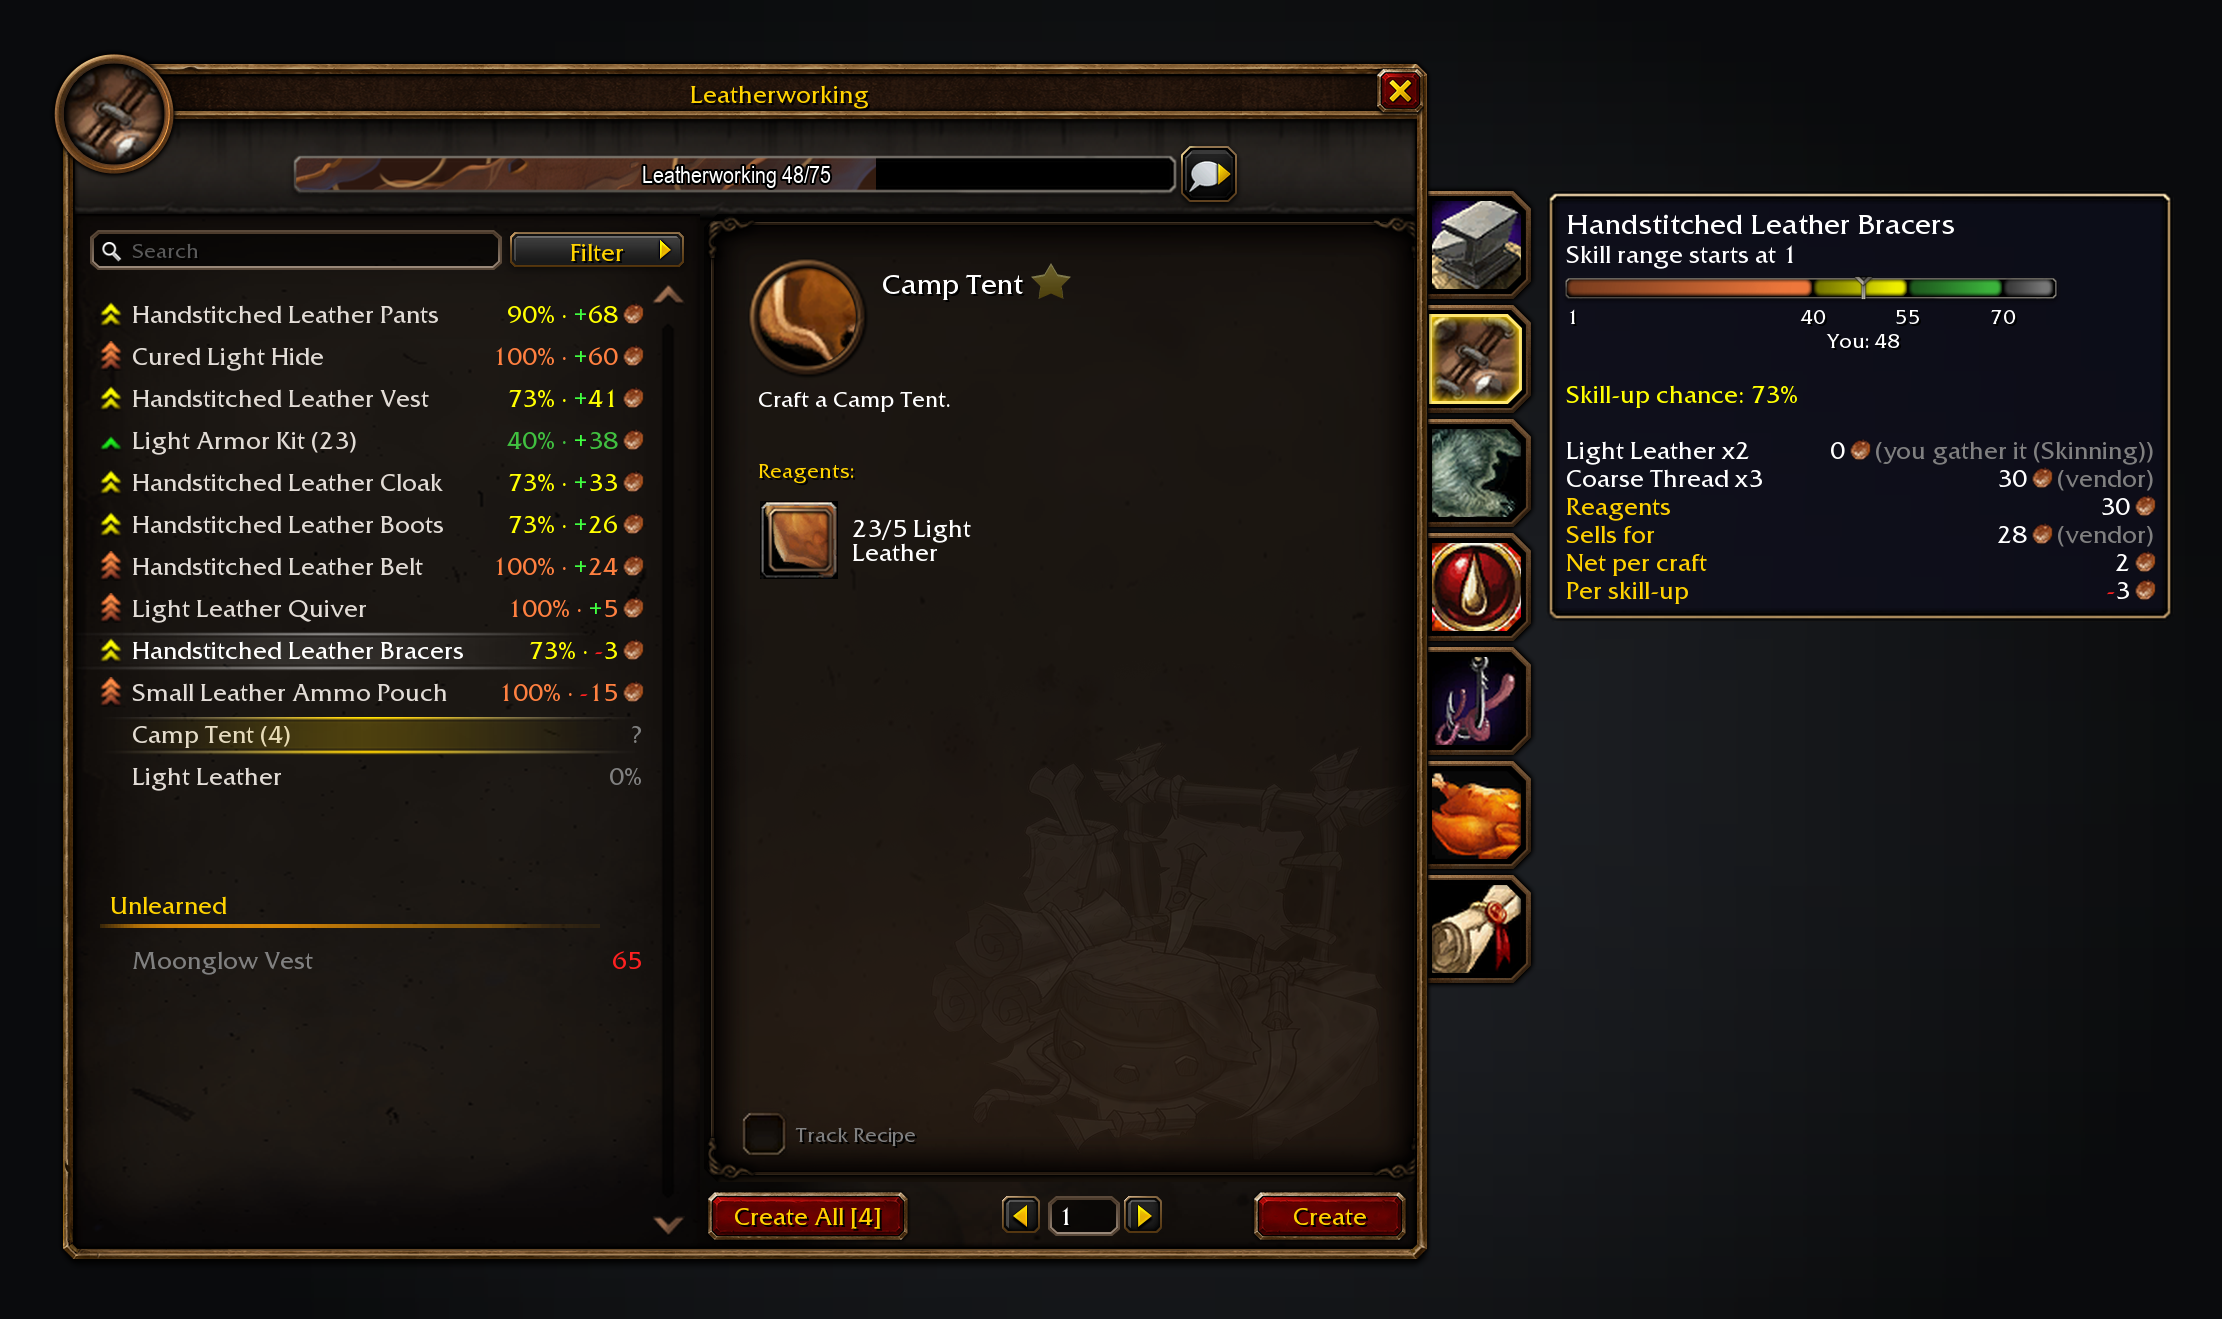 Leatherworking
Leatherworking 48/75
Search
Filter
Handstitched Leather Pants 90% · +68
Cured Light Hide 100% · +60
Handstitched Leather Vest 73% · +41
Light Armor Kit (23) 40% · +38
Handstitched Leather Cloak 73% · +33
Handstitched Leather Boots 73% · +26
Handstitched Leather Belt 100% · +24
Light Leather Quiver 100% · +5
Handstitched Leather Bracers 73% · -3
Small Leather Ammo Pouch 100% · -15
Camp Tent (4) ?
Light Leather 0%
Unlearned
Moonglow Vest 65
Camp Tent
Craft a Camp Tent.
Reagents:
23/5 Light
Leather
Track Recipe
Create All [4]
1
Create
Handstitched Leather Bracers
Skill range starts at 1
1 40 55 70
You: 48
Skill-up chance: 73%
Light Leather x2 0 (you gather it (Skinning))
Coarse Thread x3 30 (vendor)
Reagents 30
Sells for 28 (vendor)
Net per craft 2
Per skill-up -3